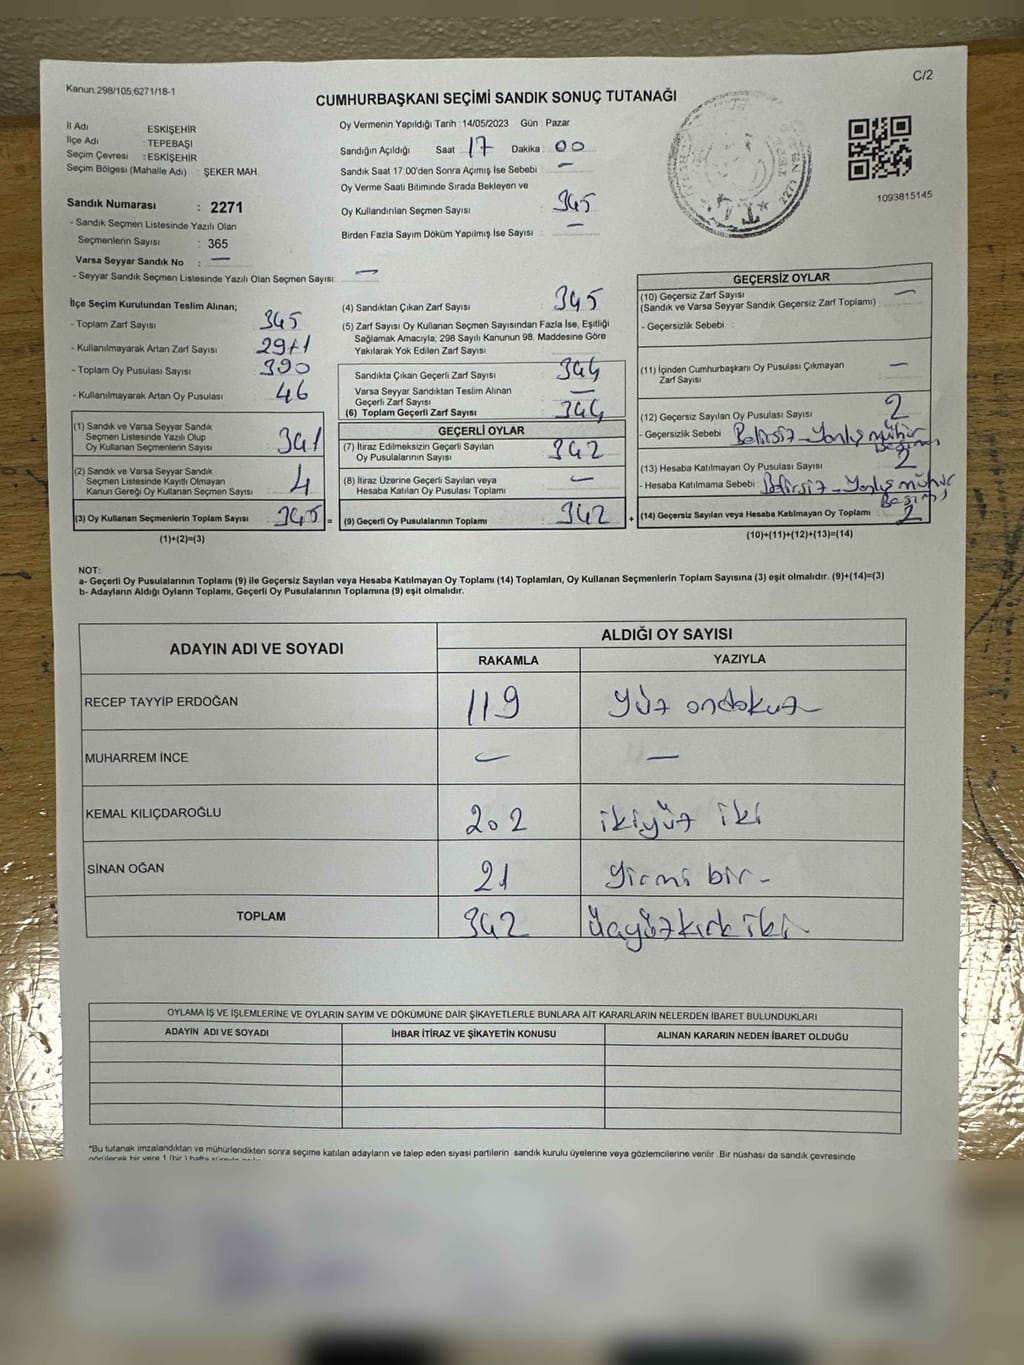 C/2
Kanun.298/105,6271/18-1
CUMHURBAŞKANI SEÇİMİ SANDIK SONUÇ TUTANAĞI
İl Adı ESKİŞEHİR
İlçe Adı : TEPEBAŞI
Seçim Çevresi : ESKİŞEHİR
Seçim Bölgesi (Mahalle Adı) : ŞEKER MAH.
Sandık Numarası : 2271
- Sandık Seçmen Listesinde Yazılı Olan
Seçmenlerin Sayısı : 365
Varsa Seyyar Sandık No : —
- Seyyar Sandık Seçmen Listesinde Yazılı Olan Seçmen Sayısı: —
Oy Vermenin Yapıldığı Tarih : 14/05/2023 Gün : Pazar
Sandığın Açıldığı Saat 17 Dakika : 00
Sandık Saat 17:00'den Sonra Açımış İse Sebebi : —
Oy Verme Saati Bitiminde Sırada Bekleyen ve
Oy Kullandırılan Seçmen Sayısı : 345
Birden Fazla Sayım Döküm Yapılmış İse Sayısı : —
2271 N
1093815145
İlçe Seçim Kurulundan Teslim Alınan;
- Toplam Zarf Sayısı 345
- Kullanılmayarak Artan Zarf Sayısı 29+1
- Toplam Oy Pusulası Sayısı 390
- Kullanılmayarak Artan Oy Pusulası 46
(1) Sandık ve Varsa Seyyar Sandık
Seçmen Listesinde Yazılı Olup
Oy Kullanan Seçmenlerin Sayısı 341
(2) Sandık ve Varsa Seyyar Sandık
Seçmen Listesinde Kayıtlı Olmayan
Kanun Gereği Oy Kullanan Seçmen Sayısı 4
(3) Oy Kullanan Seçmenlerin Toplam Sayısı 345 =
(1)+(2)=(3)
(4) Sandıktan Çıkan Zarf Sayısı : 345
(5) Zarf Sayısı Oy Kullanan Seçmen Sayısından Fazla İse, Eşitliği
Sağlamak Amacıyla; 298 Sayılı Kanunun 98. Maddesine Göre
Yakılarak Yok Edilen Zarf Sayısı
Sandıkta Çıkan Geçerli Zarf Sayısı : 344
Varsa Seyyar Sandıktan Teslim Alınan
Geçerli Zarf Sayısı : —
(6) Toplam Geçerli Zarf Sayısı : 344
GEÇERLİ OYLAR
(7) İtiraz Edilmeksizin Geçerli Sayılan
Oy Pusulalarının Sayısı : 342
(8) İtiraz Üzerine Geçerli Sayılan veya
Hesaba Katılan Oy Pusulası Toplamı : —
(9) Geçerli Oy Pusulalarının Toplamı : 342 +
GEÇERSİZ OYLAR
(10) Geçersiz Zarf Sayısı —
(Sandık ve Varsa Seyyar Sandık Geçersiz Zarf Toplamı) :
- Geçersizlik Sebebi :
(11) İçinden Cumhurbaşkanı Oy Pusulası Çıkmayan —
Zarf Sayısı :
(12) Geçersiz Sayılan Oy Pusulası Sayısı : 2
- Geçersizlik Sebebi : Belirsiz - Yanlış mühür
Basımı
(13) Hesaba Katılmayan Oy Pusulası Sayısı : 2
- Hesaba Katılmama Sebebi : Belirsiz - Yanlış mühür
Basımı
(14) Geçersiz Sayılan veya Hesaba Katılmayan Oy Toplamı : 2
(10)+(11)+(12)+(13)=(14)
NOT:
a- Geçerli Oy Pusulalarının Toplamı (9) ile Geçersiz Sayılan veya Hesaba Katılmayan Oy Toplamı (14) Toplamları, Oy Kullanan Seçmenlerin Toplam Sayısına (3) eşit olmalıdır. (9)+(14)=(3)
b- Adayların Aldığı Oyların Toplamı, Geçerli Oy Pusulalarının Toplamına (9) eşit olmalıdır.
ADAYIN ADI VE SOYADI
ALDIĞI OY SAYISI
RAKAMLA YAZIYLA
RECEP TAYYİP ERDOĞAN 119 yüz ondokuz
MUHARREM İNCE — —
KEMAL KILIÇDAROĞLU 202 ikiyüz iki
SİNAN OĞAN 21 yirmi bir -
TOPLAM 342 üçyüzkırk iki
OYLAMA İŞ VE İŞLEMLERİNE VE OYLARIN SAYIM VE DÖKÜMÜNE DAİR ŞİKAYETLERLE BUNLARA AİT KARARLARIN NELERDEN İBARET BULUNDUKLARI
ADAYIN ADI VE SOYADI İHBAR İTİRAZ VE ŞİKAYETİN KONUSU ALINAN KARARIN NEDEN İBARET OLDUĞU
*Bu tutanak imzalandıktan ve mühürlendikten sonra seçime katılan adayların ve talep eden siyasi partilerin sandık kurulu üyelerine veya gözlemcilerine verilir .Bir nüshası da sandık çevresinde